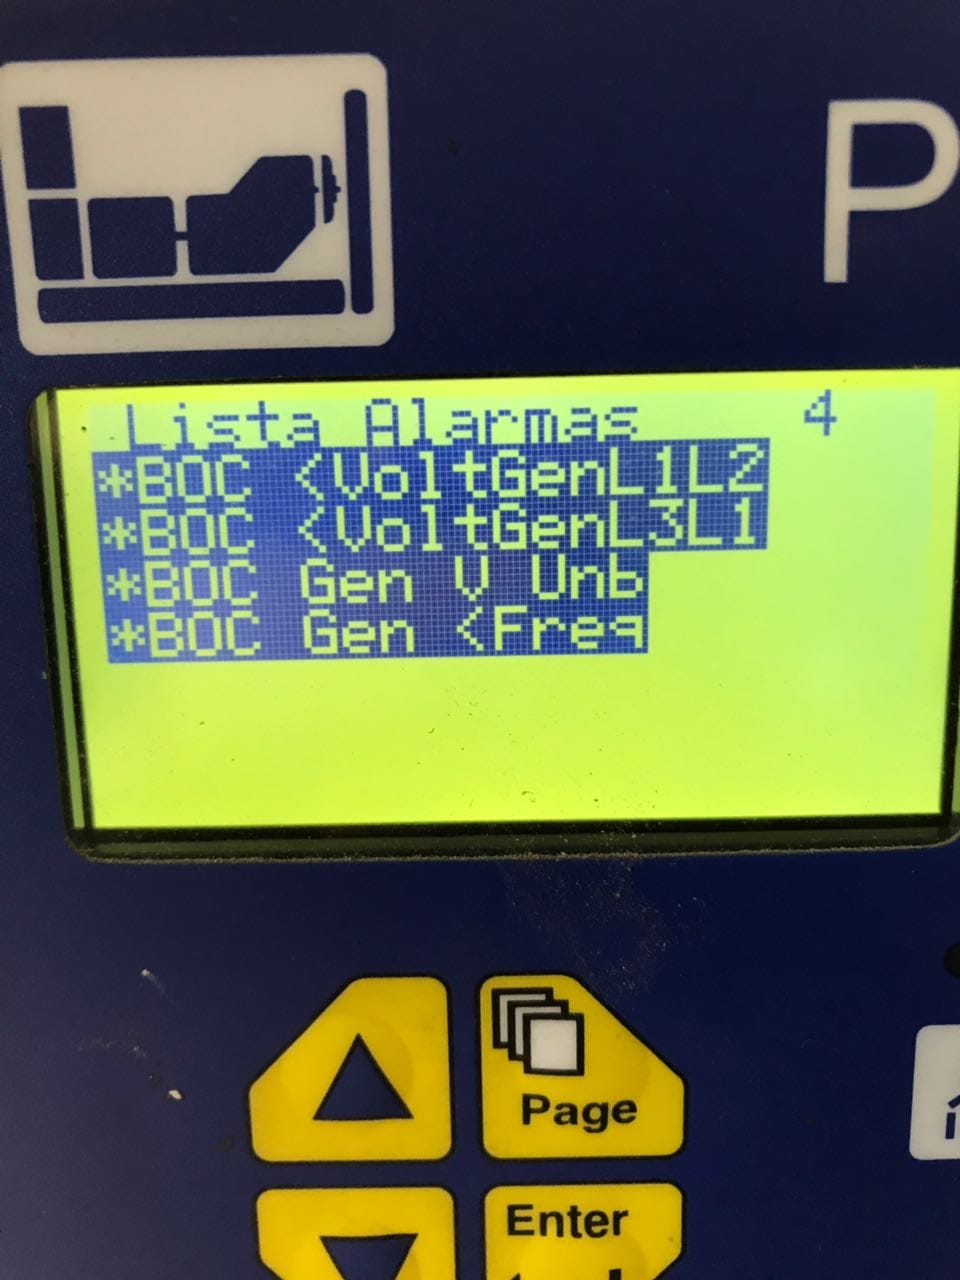 P
Lista Alarmas 4
*BOC <VoltGenL1L2
*BOC <VoltGenL3L1
*BOC Gen V Unb
*BOC Gen <Freq
Page
Enter